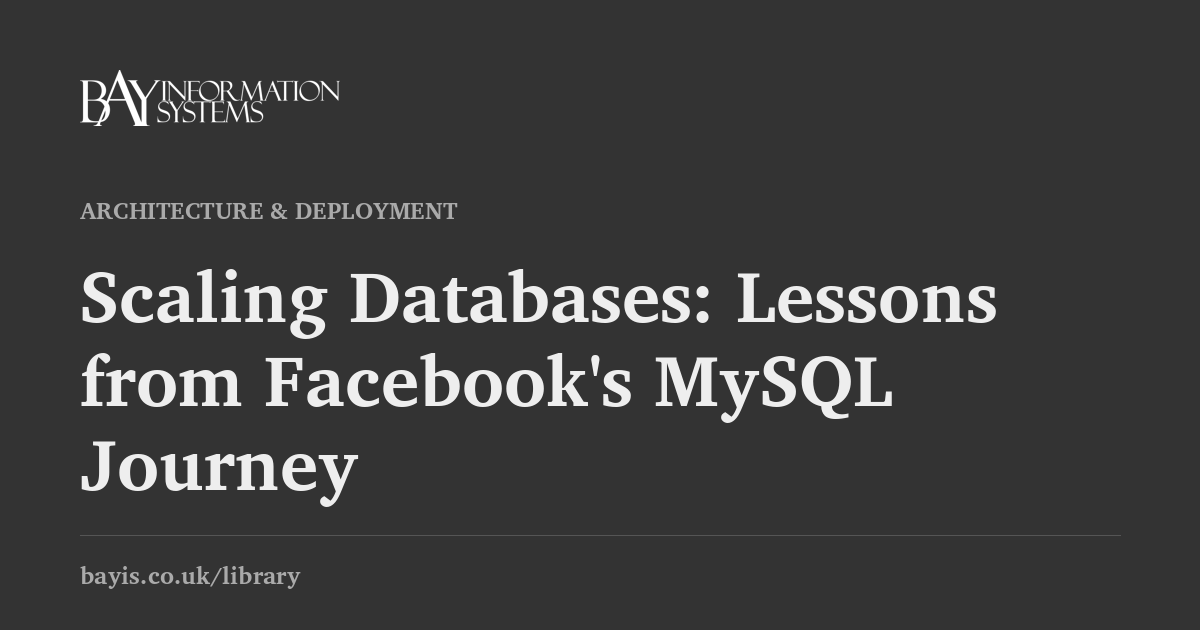 BAY INFORMATION
SYSTEMS
ARCHITECTURE & DEPLOYMENT
Scaling Databases: Lessons
from Facebook's MySQL
Journey
bayis.co.uk/library